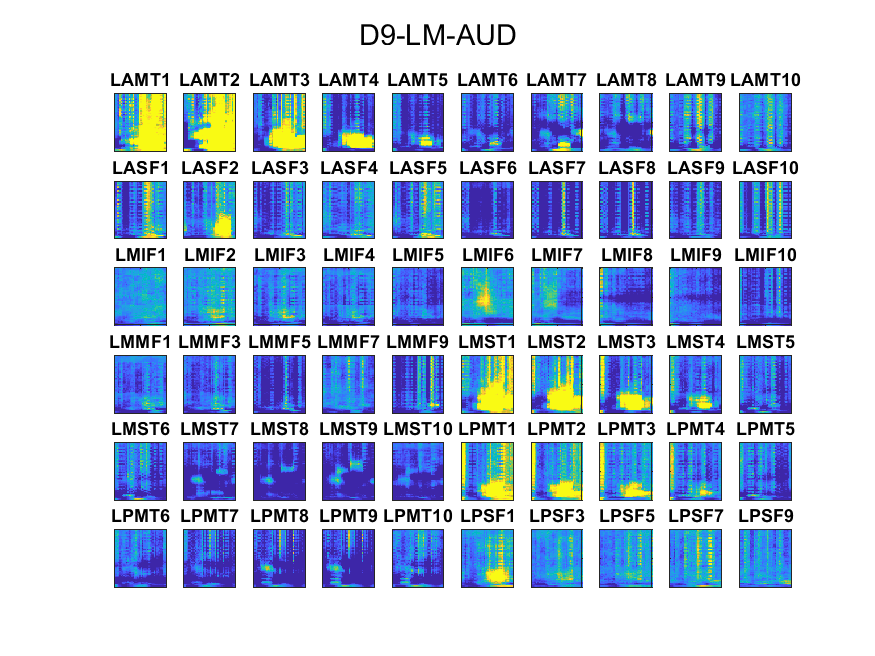 D9-LM-AUD
LAMT1 LAMT2 LAMT3 LAMT4 LAMT5 LAMT6 LAMT7 LAMT8 LAMT9 LAMT10
LASF1 LASF2 LASF3 LASF4 LASF5 LASF6 LASF7 LASF8 LASF9 LASF10
LMIF1 LMIF2 LMIF3 LMIF4 LMIF5 LMIF6 LMIF7 LMIF8 LMIF9 LMIF10
LMMF1 LMMF3 LMMF5 LMMF7 LMMF9 LMST1 LMST2 LMST3 LMST4 LMST5
LMST6 LMST7 LMST8 LMST9 LMST10 LPMT1 LPMT2 LPMT3 LPMT4 LPMT5
LPMT6 LPMT7 LPMT8 LPMT9 LPMT10 LPSF1 LPSF3 LPSF5 LPSF7 LPSF9